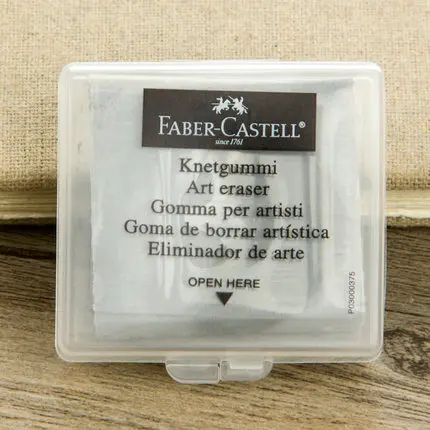 FABER-CASTELL®
since 1761
Knetgummi
Art eraser
Gomma per artisti
Goma de borrar artística
Eliminador de arte
OPEN HERE
P03000375